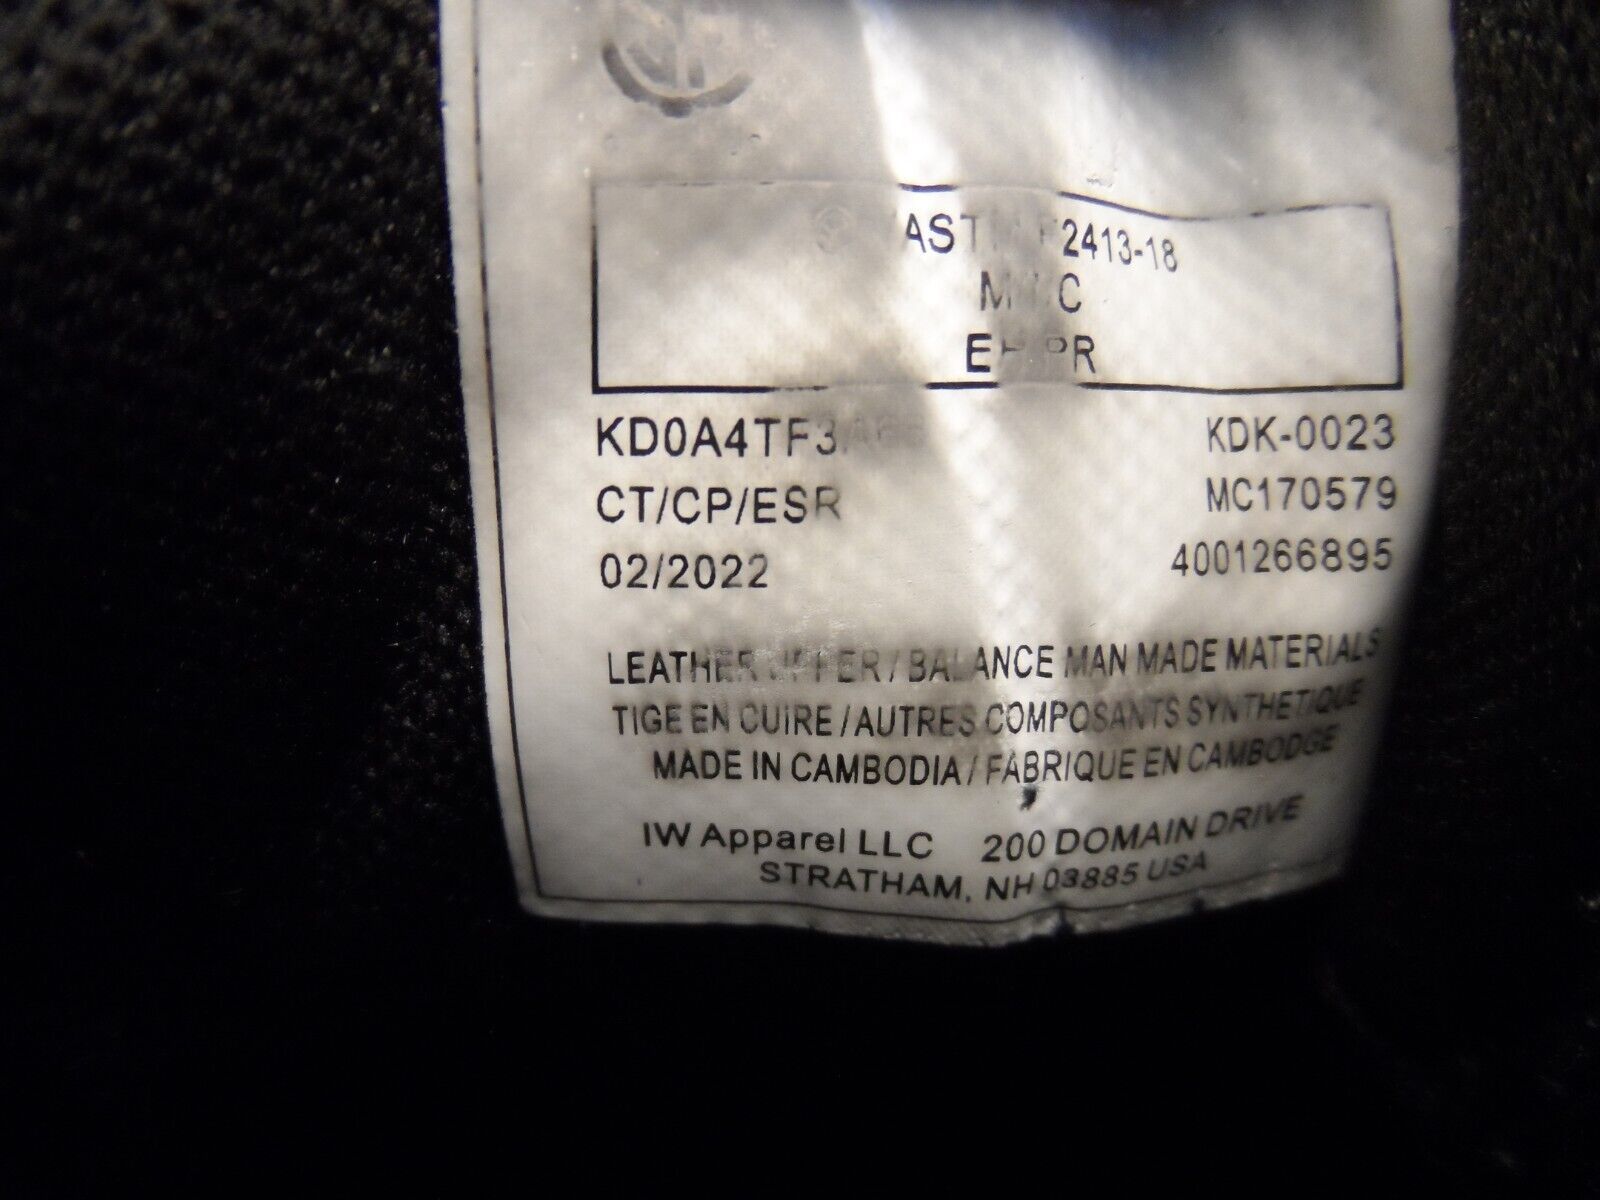 2413-18
KDK-0023
CT/CP/ESR MC170579
02/2022 4001266895
LEATHER UPPER / BALANCE MAN MADE MATERIALS
TIGE EN CUIRE / AUTRES COMPOSANTS SYNTHETIQUE
MADE IN CAMBODIA / FABRIQUE EN CAMBODGE
IW Apparel LLC 200 DOMAIN DRIVE
STRATHAM, NH 03885 USA